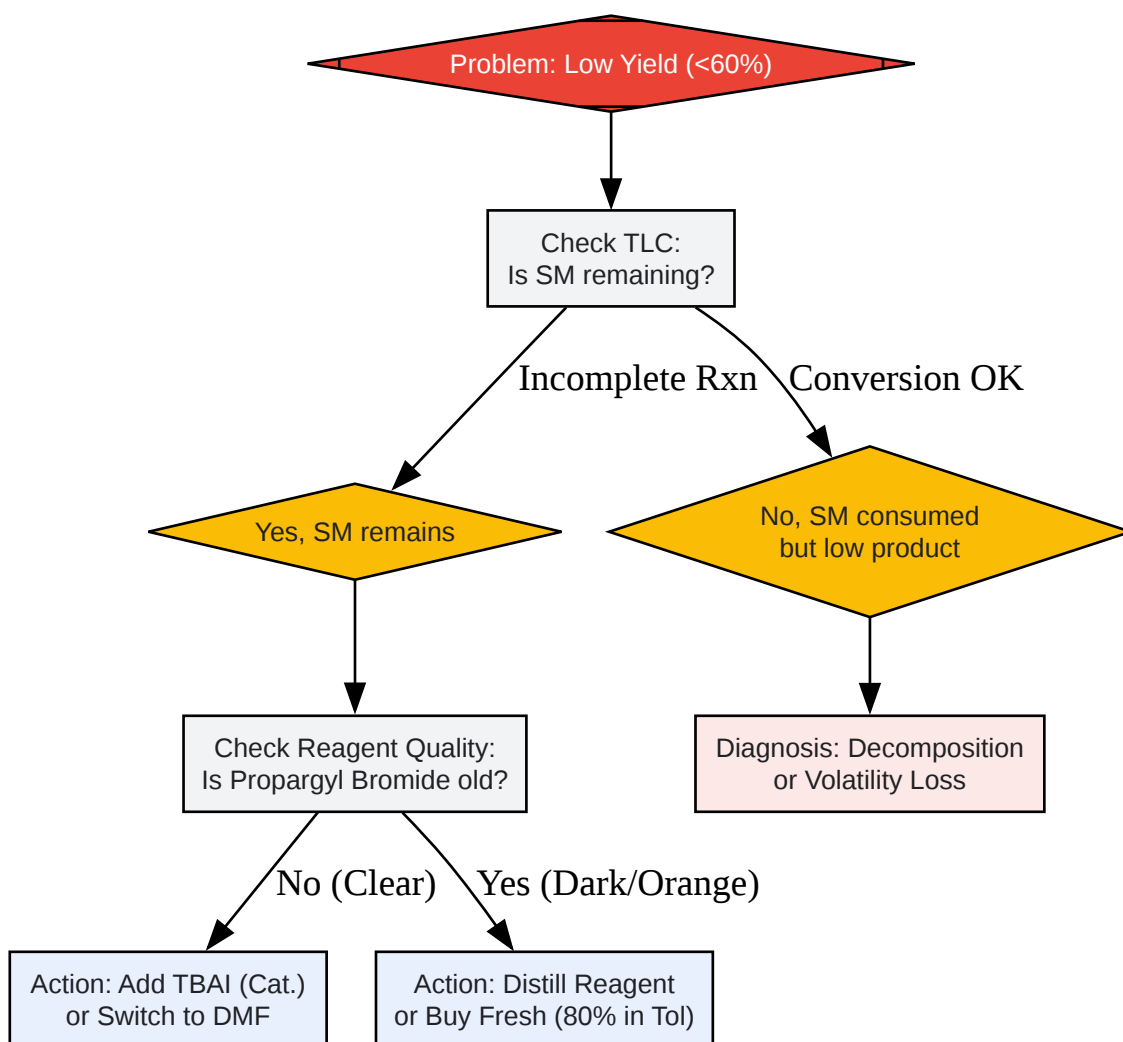 Problem: Low Yield (<60%)
Check TLC:
Is SM remaining?
Incomplete Rxn
Conversion OK
Yes, SM remains
No, SM consumed
but low product
Check Reagent Quality:
Is Propargyl Bromide old?
Diagnosis: Decomposition
or Volatility Loss
No (Clear)
Yes (Dark/Orange)
Action: Add TBAI (Cat.)
or Switch to DMF
Action: Distill Reagent
or Buy Fresh (80% in Tol)